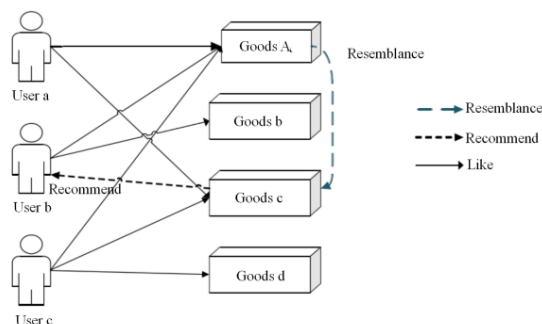 Goods A,
Resemblance
User a
Goods b
Resemblance
Recommend
Like
Recommend
User b
Goods c
Goods d
User c